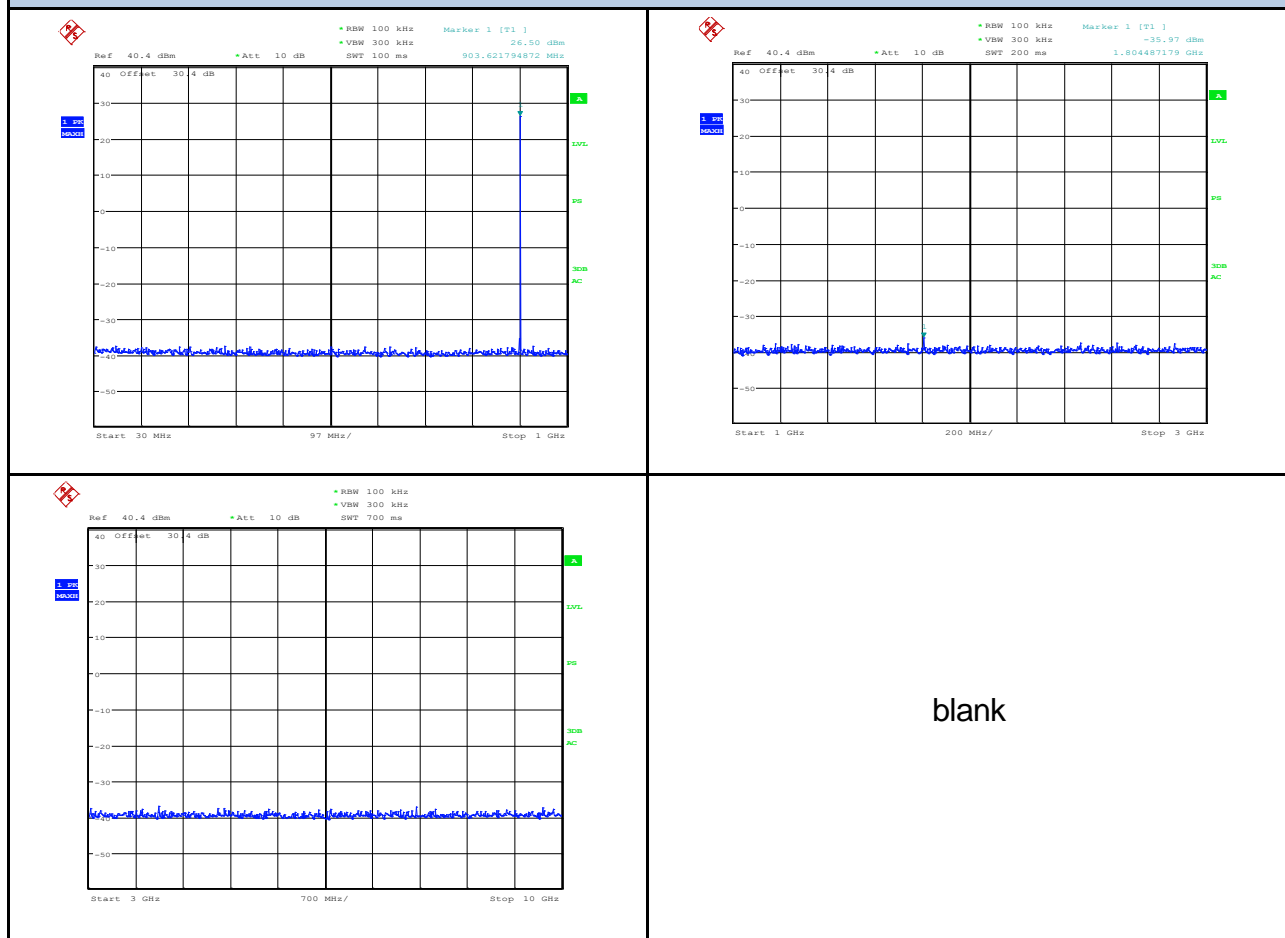 *RBW 100 kHz Marker 1 [T1 ]
*VBW 300 kHz 26.50 dBm
Ref 40.4 dBm *Att 10 dB SWT 100 ms 903.621794872 MHz
40 Offset 30.4 dB
30
A
1 PK
MAXH
20
LVL
10
PS
0
-10
3DB
-20
AC
-30
-40
-50
Start 30 MHz 97 MHz/ Stop 1 GHz
*RBW 100 kHz Marker 1 [T1 ]
*VBW 300 kHz -35.97 dBm
Ref 40.4 dBm *Att 10 dB SWT 200 ms 1.804487179 GHz
40 Offset 30.4 dB
30
A
1 PK
MAXH
20
LVL
10
PS
0
-10
3DB
-20
AC
-30
1
-40
-50
Start 1 GHz 200 MHz/ Stop 3 GHz
*RBW 100 kHz
*VBW 300 kHz
Ref 40.4 dBm *Att 10 dB SWT 700 ms
40 Offset 30.4 dB
30
A
1 PK
MAXH
20
LVL
10
PS
0
-10
3DB
-20
AC
-30
-40
-50
Start 3 GHz 700 MHz/ Stop 10 GHz
blank